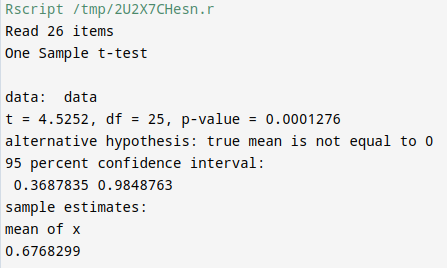 Rscript /tmp/2U2X7CHesn.r
Read 26 items
One Sample t-test
data:  data
t = 4.5252, df = 25, p-value = 0.0001276
alternative hypothesis: true mean is not equal to 0
95 percent confidence interval:
 0.3687835 0.9848763
sample estimates:
mean of x
0.6768299